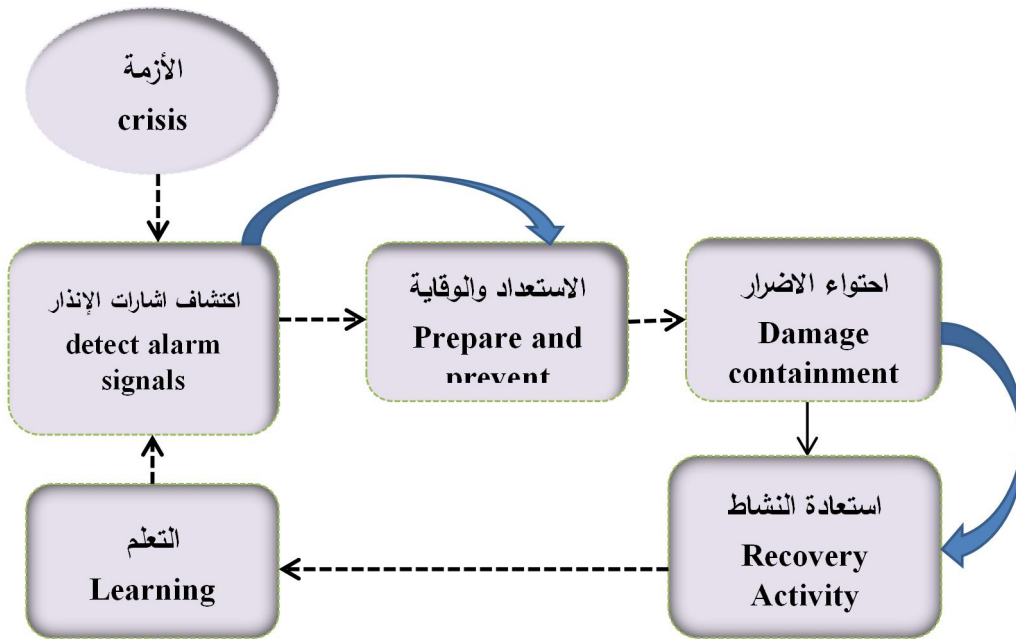 الأزمة
crisis
اكتشاف اشارات الإنذار
detect alarm
signals
الاستعداد والوقاية
Prepare and
prevent
احتواء الاضرار
Damage
containment
استعادة النشاط
Recovery
Activity
التعلم
Learning